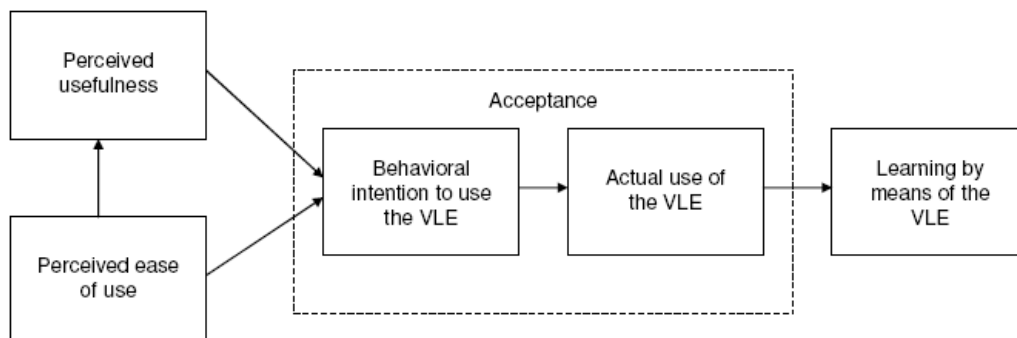 Perceived
usefulness
Acceptance
Behavioral
intention to use
the VLE
Actual use of
the VLE
Learning by
means of the
VLE
Perceived ease
of use